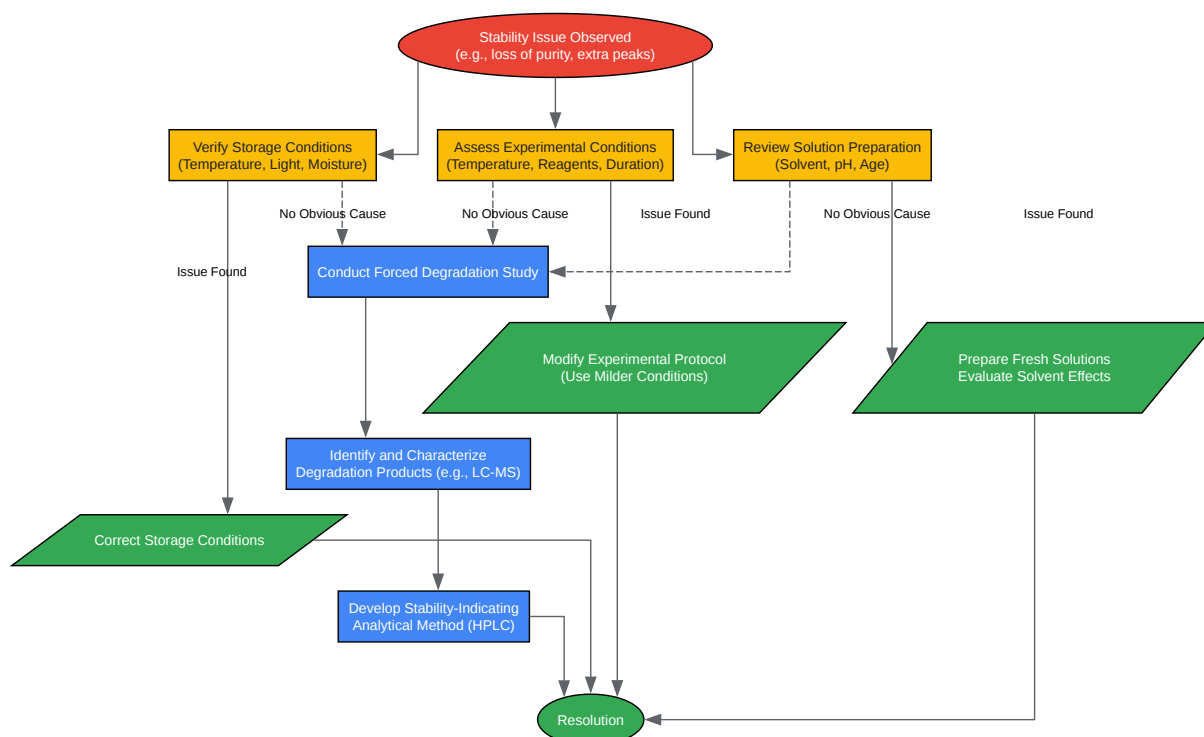 Stability Issue Observed
(e.g., loss of purity, extra peaks)
Verify Storage Conditions
(Temperature, Light, Moisture)
Assess Experimental Conditions
(Temperature, Reagents, Duration)
Review Solution Preparation
(Solvent, pH, Age)
No Obvious Cause
No Obvious Cause
Issue Found
No Obvious Cause
Issue Found
Issue Found
Conduct Forced Degradation Study
Modify Experimental Protocol
(Use Milder Conditions)
Prepare Fresh Solutions
Evaluate Solvent Effects
Identify and Characterize
Degradation Products (e.g., LC-MS)
Correct Storage Conditions
Develop Stability-Indicating
Analytical Method (HPLC)
Resolution